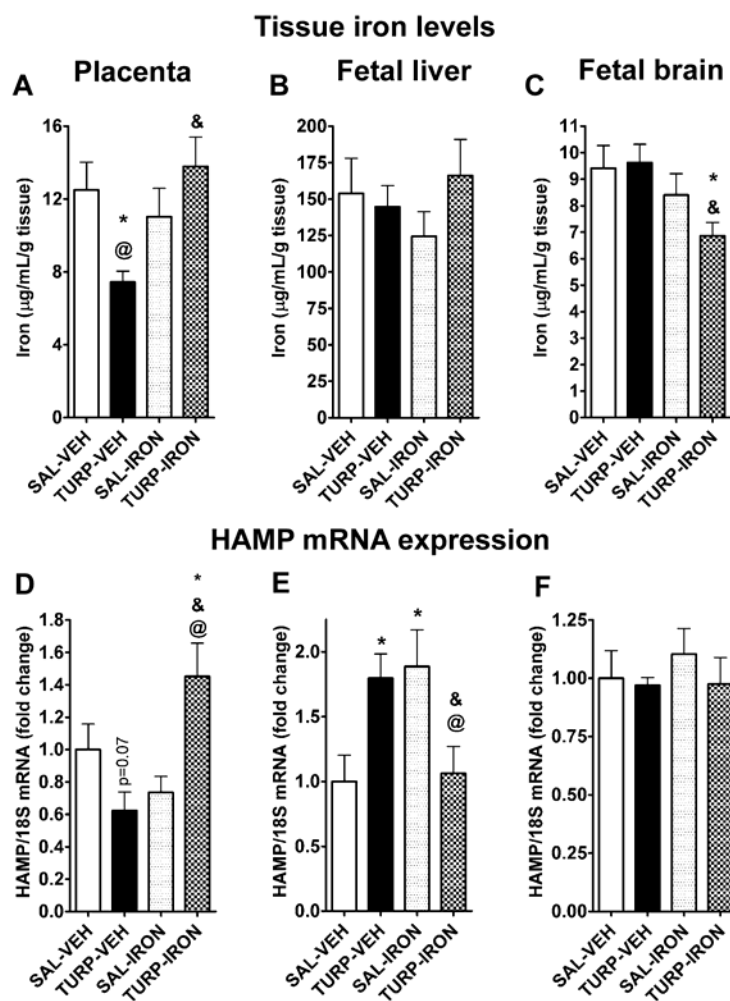 Tissue iron levels
Placenta
Fetal liver
Fetal brain
A
B
C
Iron (µg/mL/g tissue)
16
12
8
4
0
*
@
&
SAL-VEH
TURP-VEH
SAL-IRON
TURP-IRON
Iron (µg/mL/g tissue)
200
175
150
125
100
75
50
25
0
SAL-VEH
TURP-VEH
SAL-IRON
TURP-IRON
Iron (µg/mL/g tissue)
11
10
9
8
7
6
5
4
3
2
1
0
*
&
SAL-VEH
TURP-VEH
SAL-IRON
TURP-IRON
HAMP mRNA expression
D
E
F
HAMP/18S mRNA (fold change)
1.8
1.6
1.4
1.2
1.0
0.8
0.6
0.4
0.2
0.0
p=0.07
*
&
@
SAL-VEH
TURP-VEH
SAL-IRON
TURP-IRON
HAMP/18S mRNA (fold change)
2.0
1.5
1.0
0.5
0.0
*
*
&
@
SAL-VEH
TURP-VEH
SAL-IRON
TURP-IRON
HAMP/18S mRNA (fold change)
1.25
1.00
0.75
0.50
0.25
0.00
SAL-VEH
TURP-VEH
SAL-IRON
TURP-IRON